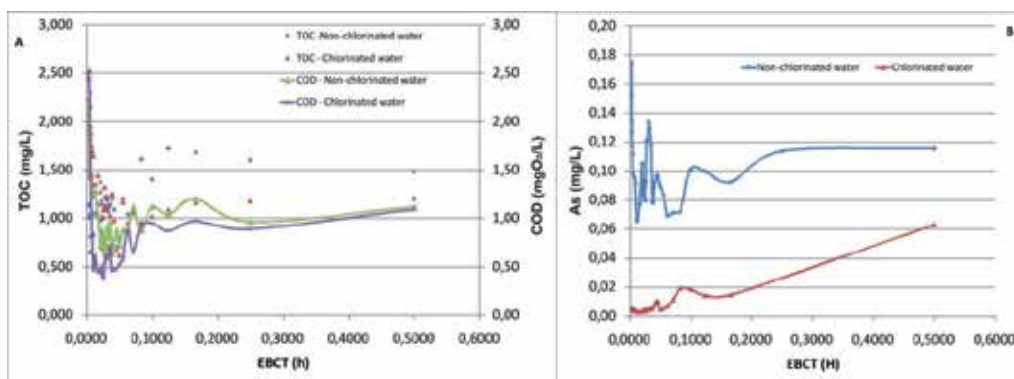 A
TOC (mg/L)
3,000
2,500
2,000
1,500
1,000
0,500
0,000
TOC -Non-chlorinated water
TOC - Chlorinated water
COD - Non-chlorinated water
COD - Chlorinated water
3,00
2,50
2,00
1,50
1,00
0,50
0,00
COD (mgO₂/L)
0,0000 0,1000 0,2000 0,3000 0,4000 0,5000
EBCT (h)
B
As (mg/L)
0,20
0,18
0,16
0,14
0,12
0,10
0,08
0,06
0,04
0,02
0,00
Non-chlorinated water Chlorinated water
0,0000 0,1000 0,2000 0,3000 0,4000 0,5000
EBCT (H)